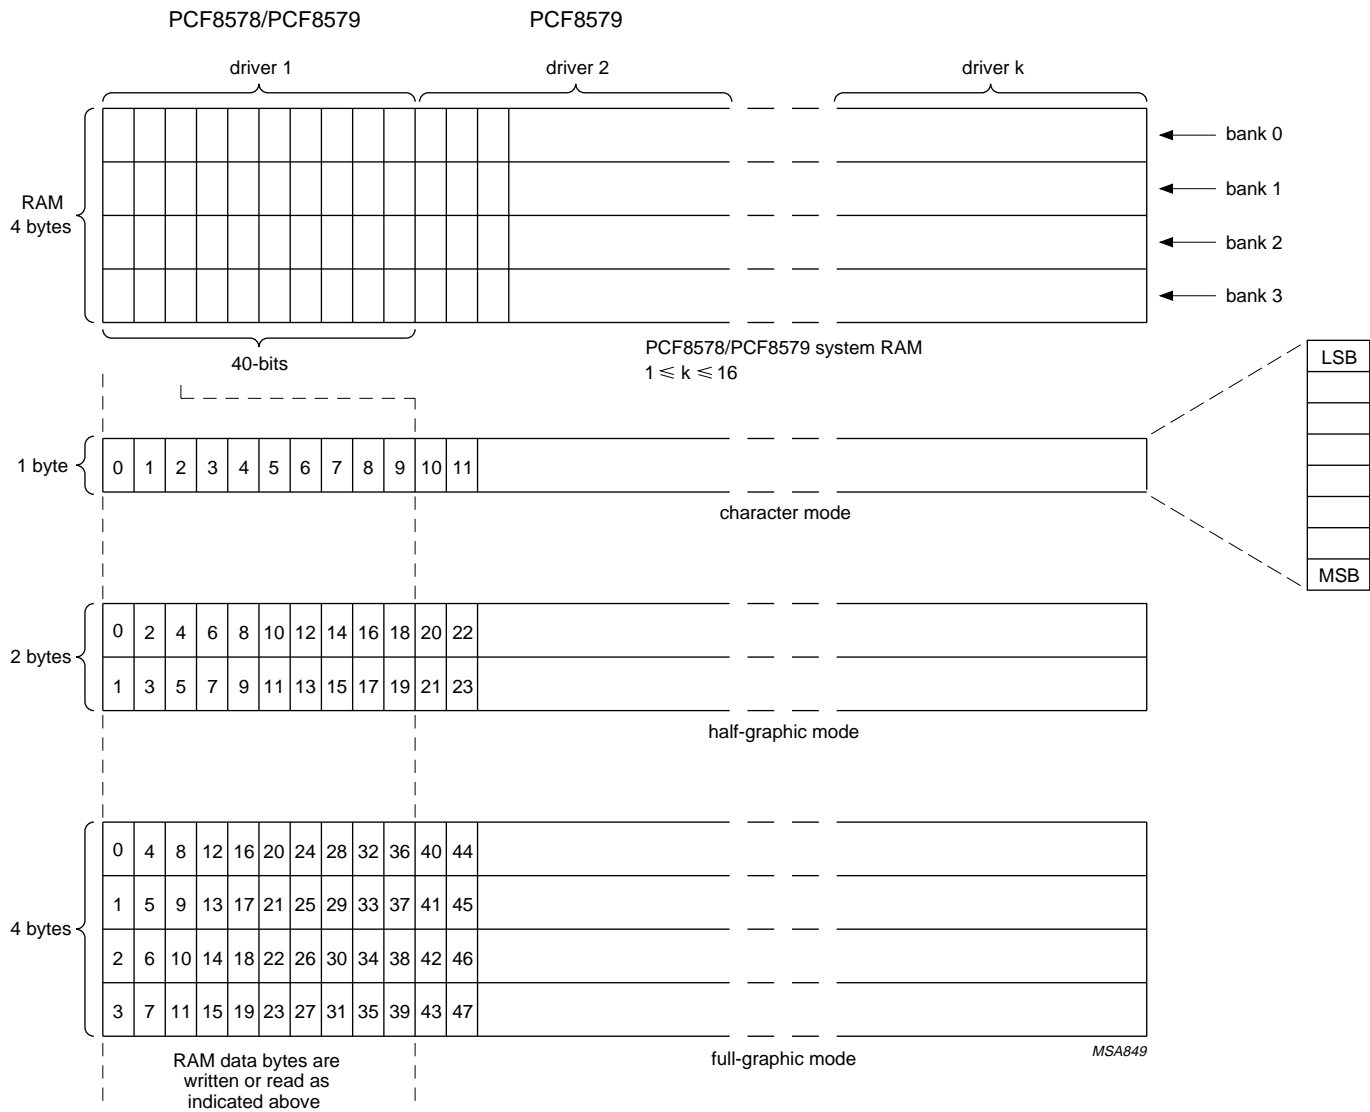 PCF8578/PCF8579 PCF8579
driver 1 driver 2 driver k
bank 0
bank 1
RAM
4 bytes
bank 2
bank 3
40-bits
PCF8578/PCF8579 system RAM
1 ≤ k ≤ 16
LSB
1 byte 0 1 2 3 4 5 6 7 8 9 10 11
character mode
MSB
0 2 4 6 8 10 12 14 16 18 20 22
2 bytes
1 3 5 7 9 11 13 15 17 19 21 23
half-graphic mode
0 4 8 12 16 20 24 28 32 36 40 44
1 5 9 13 17 21 25 29 33 37 41 45
4 bytes
2 6 10 14 18 22 26 30 34 38 42 46
3 7 11 15 19 23 27 31 35 39 43 47
full-graphic mode
MSA849
RAM data bytes are
written or read as
indicated above